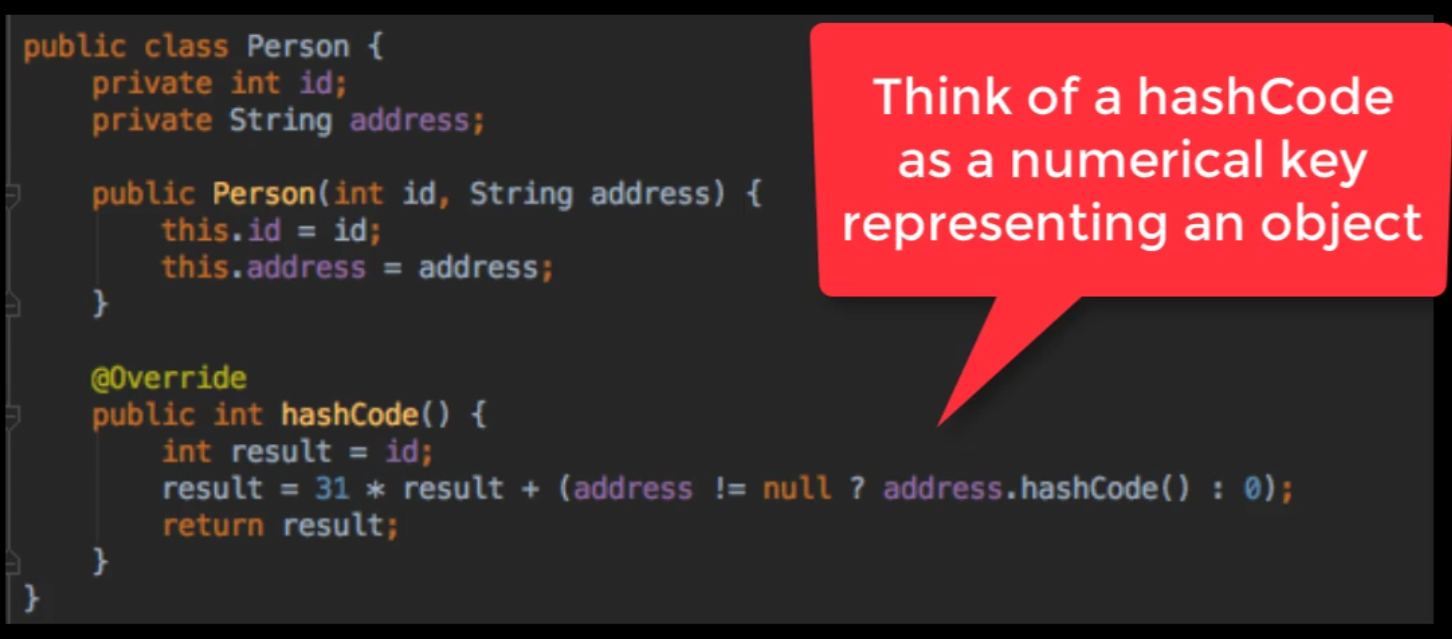 public class Person {
    private int id;
    private String address;

    public Person(int id, String address) {
        this.id = id;
        this.address = address;
    }

    @Override
    public int hashCode() {
        int result = id;
        result = 31 * result + (address != null ? address.hashCode() : 0);
        return result;
    }
}
Think of a hashCode
as a numerical key
representing an object